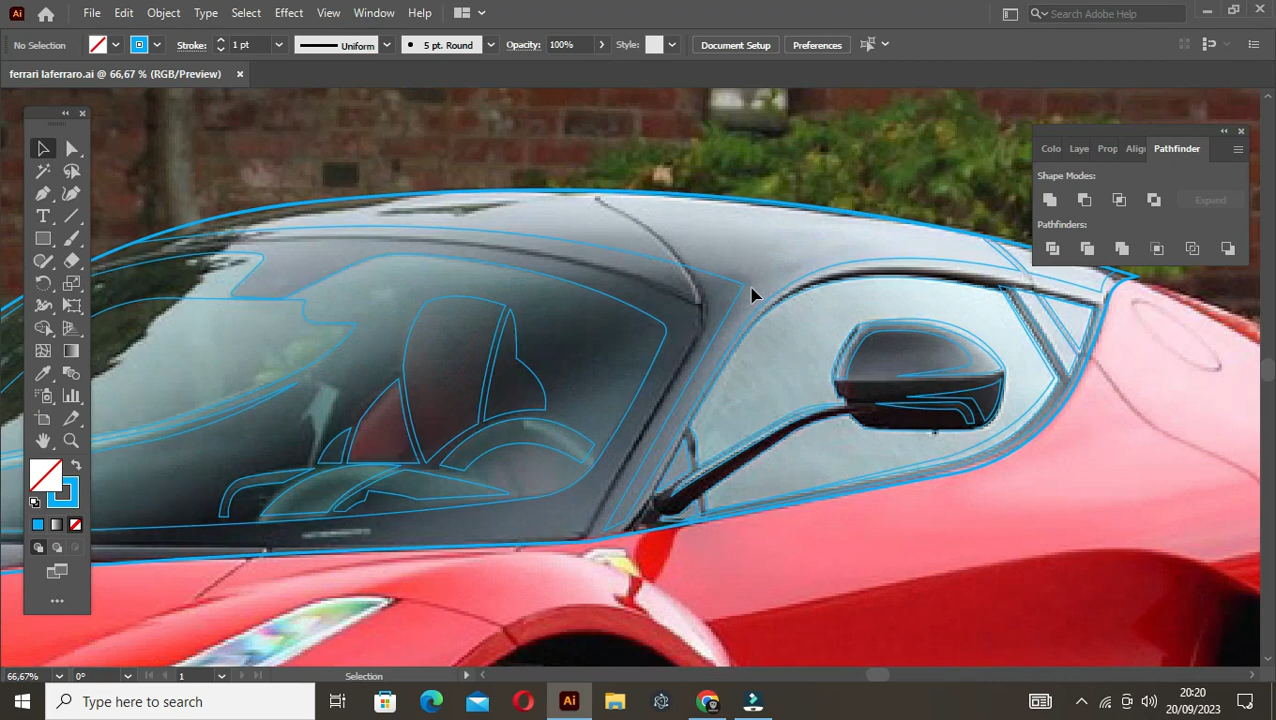 Ai File Edit Object Type Select Effect View Window Help Search Adobe Help
No Selection Stroke: 1 pt Uniform 5 pt. Round Opacity: 100% Style: Document Setup Preferences
ferrari laferraro.ai @ 66,67 % (RGB/Preview)
Colo Laye Prop Alig Pathfinder
Shape Modes:
Expand
Pathfinders:
66,67% 0° 1 Selection
Type here to search
Ai
20:20
20/09/2023